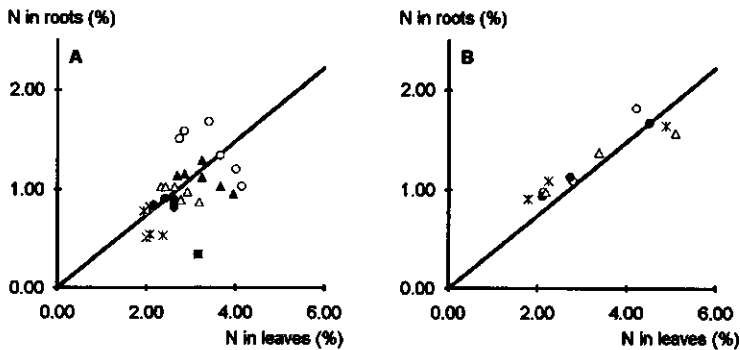 N in roots (%)
A
2.00
1.00
0.00
0.00 2.00 4.00 6.00
N in leaves (%)
N in roots (%)
B
2.00
1.00
0.00
0.00 2.00 4.00 6.00
N in leaves (%)